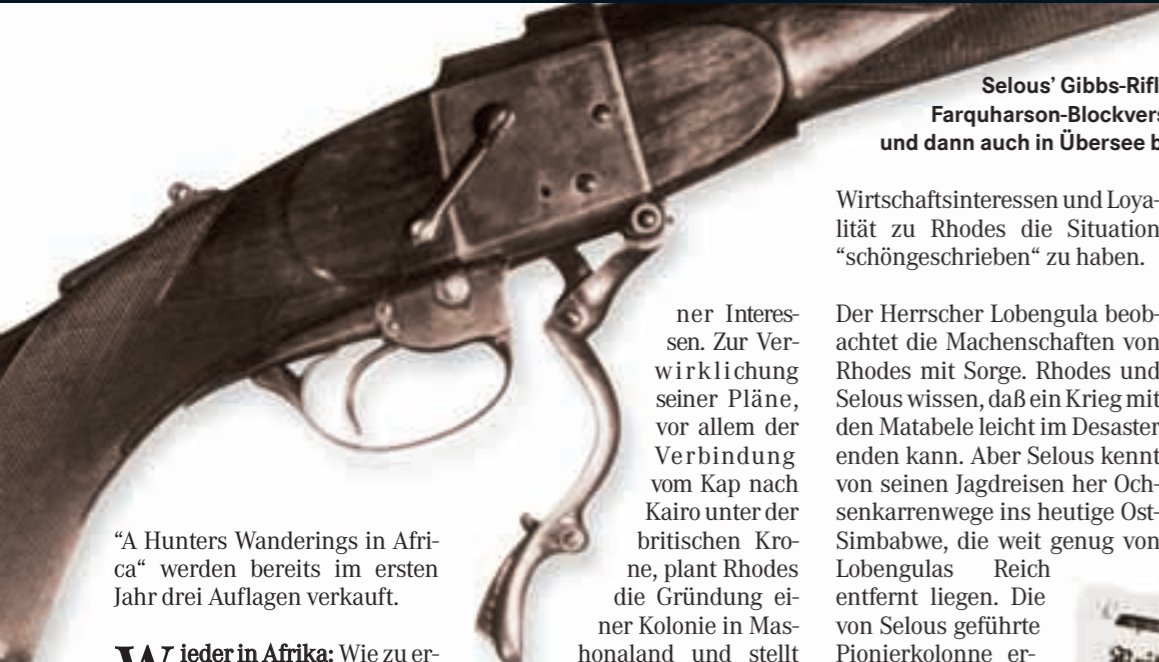 “A Hunters Wanderings in Afri-
ca“ werden bereits im ersten
Jahr drei Auflagen verkauft.
Wieder in Afrika: Wie zu er-
ner Interes-
sen. Zur Ver-
wirklichung
seiner Pläne,
vor allem der
Verbindung
vom Kap nach
Kairo unter der
britischen Kro-
ne, plant Rhodes
die Gründung ei-
ner Kolonie in Mas-
honaland und stellt
Selous’ Gibbs-Rifl
Farquharson-Blockvers
und dann auch in Übersee b
Wirtschaftsinteressen und Loya-
lität zu Rhodes die Situation
“schöngeschrieben“ zu haben.
Der Herrscher Lobengula beob-
achtet die Machenschaften von
Rhodes mit Sorge. Rhodes und
Selous wissen, daß ein Krieg mit
den Matabele leicht im Desaster
enden kann. Aber Selous kennt
von seinen Jagdreisen her Och-
senkarrenwege ins heutige Ost-
Simbabwe, die weit genug von
Lobengulas Reich
entfernt liegen. Die
von Selous geführte
Pionierkolonne er-